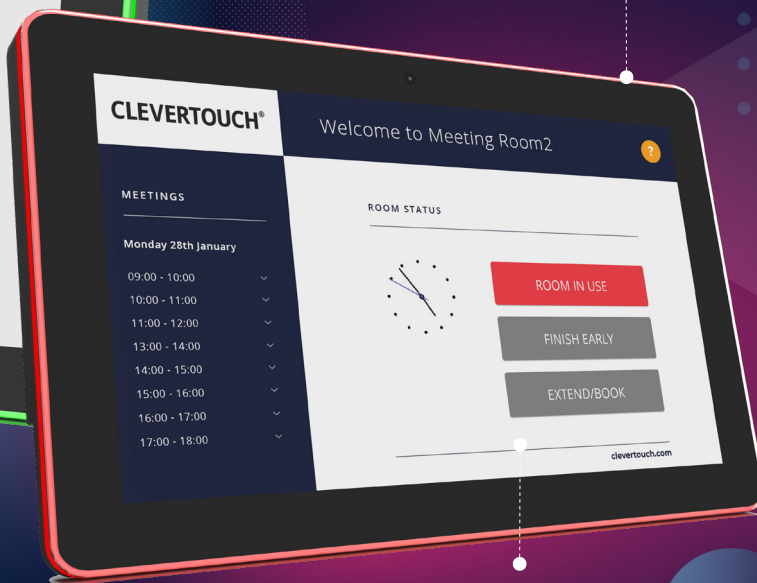 CLEVERTOUCH®
Welcome to Meeting Room2
?
MEETINGS
Monday 28th January
09:00 - 10:00
10:00 - 11:00
11:00 - 12:00
13:00 - 14:00
14:00 - 15:00
15:00 - 16:00
16:00 - 17:00
17:00 - 18:00
ROOM STATUS
ROOM IN USE
FINISH EARLY
EXTEND/BOOK
clevertouch.com